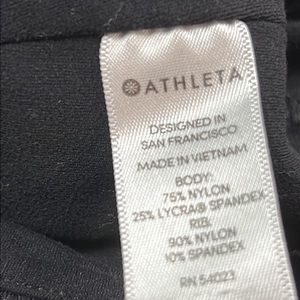 ATHLETA
DESIGNED IN
SAN FRANCISCO
MADE IN VIETNAM
BODY:
75% NYLON
25% LYCRA® SPANDEX
RIB:
90% NYLON
10% SPANDEX
RN 54023